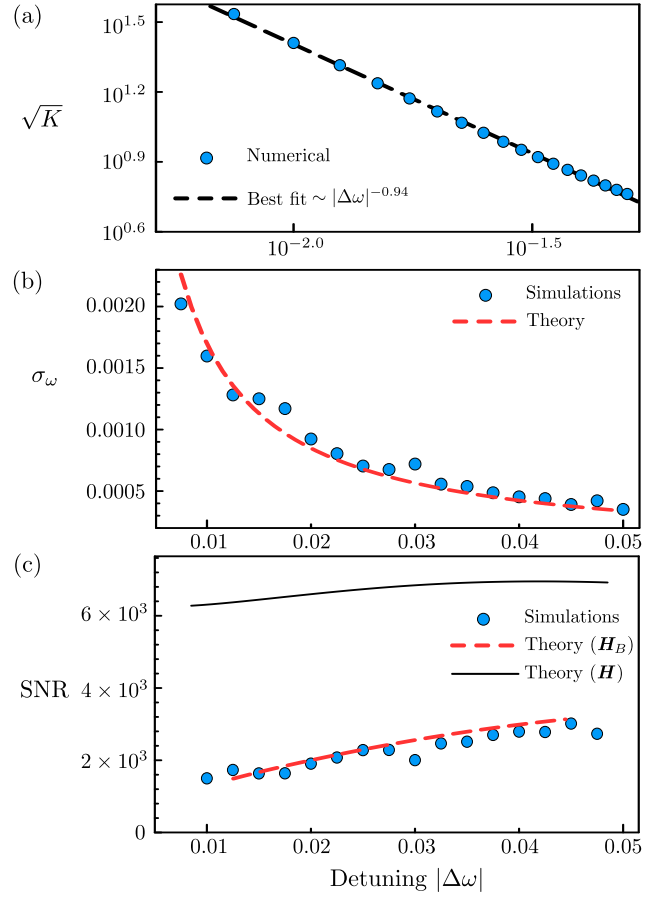 (a)
10^1.5
10^1.2
√K
10^0.9
10^0.6
Numerical
Best fit ~ |Δω|^−0.94
10^−2.0 10^−1.5
(b)
0.0020
0.0015
σ_ω
0.0010
0.0005
Simulations
Theory
0.01 0.02 0.03 0.04 0.05
(c)
6 × 10^3
SNR
4 × 10^3
2 × 10^3
0
Simulations
Theory (H_B)
Theory (H)
0.01 0.02 0.03 0.04 0.05
Detuning |Δω|